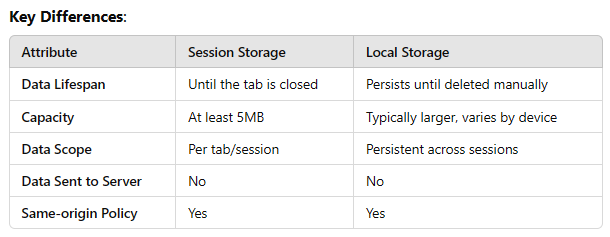 Key Differences:
Attribute Session Storage Local Storage
Data Lifespan Until the tab is closed Persists until deleted manually
Capacity At least 5MB Typically larger, varies by device
Data Scope Per tab/session Persistent across sessions
Data Sent to Server No No
Same-origin Policy Yes Yes